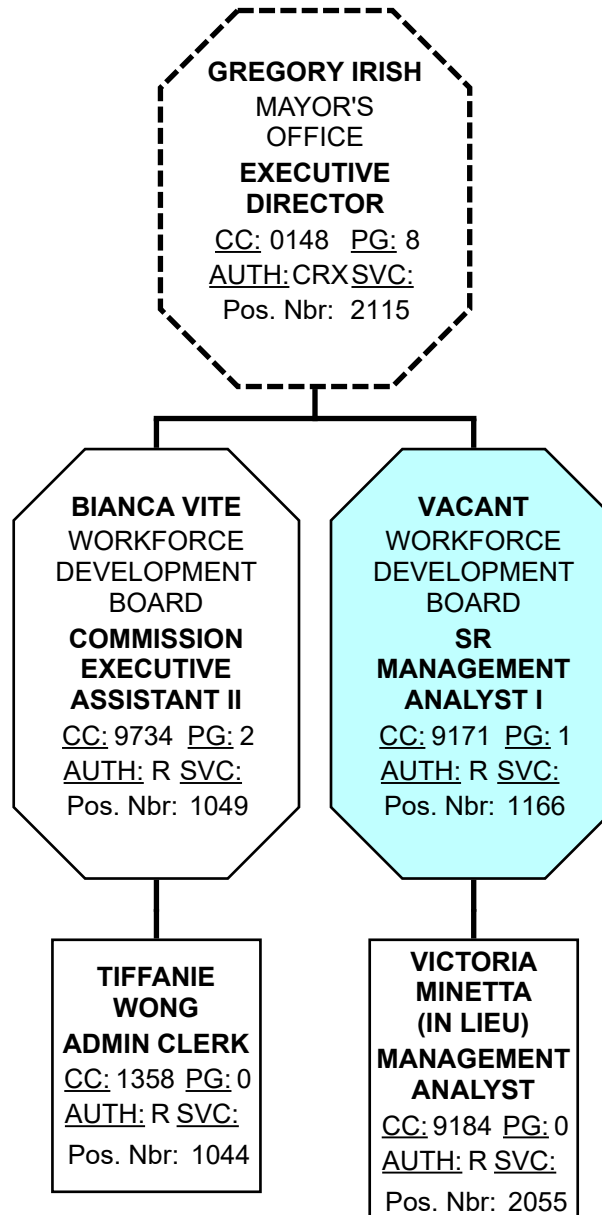 GREGORY IRISH
MAYOR'S
OFFICE
EXECUTIVE
DIRECTOR
CC: 0148 PG: 8
AUTH: CRX SVC:
Pos. Nbr: 2115
BIANCA VITE
WORKFORCE
DEVELOPMENT
BOARD
COMMISSION
EXECUTIVE
ASSISTANT II
CC: 9734 PG: 2
AUTH: R SVC:
Pos. Nbr: 1049
VACANT
WORKFORCE
DEVELOPMENT
BOARD
SR
MANAGEMENT
ANALYST I
CC: 9171 PG: 1
AUTH: R SVC:
Pos. Nbr: 1166
TIFFANIE
WONG
ADMIN CLERK
CC: 1358 PG: 0
AUTH: R SVC:
Pos. Nbr: 1044
VICTORIA
MINETTA
(IN LIEU)
MANAGEMENT
ANALYST
CC: 9184 PG: 0
AUTH: R SVC:
Pos. Nbr: 2055